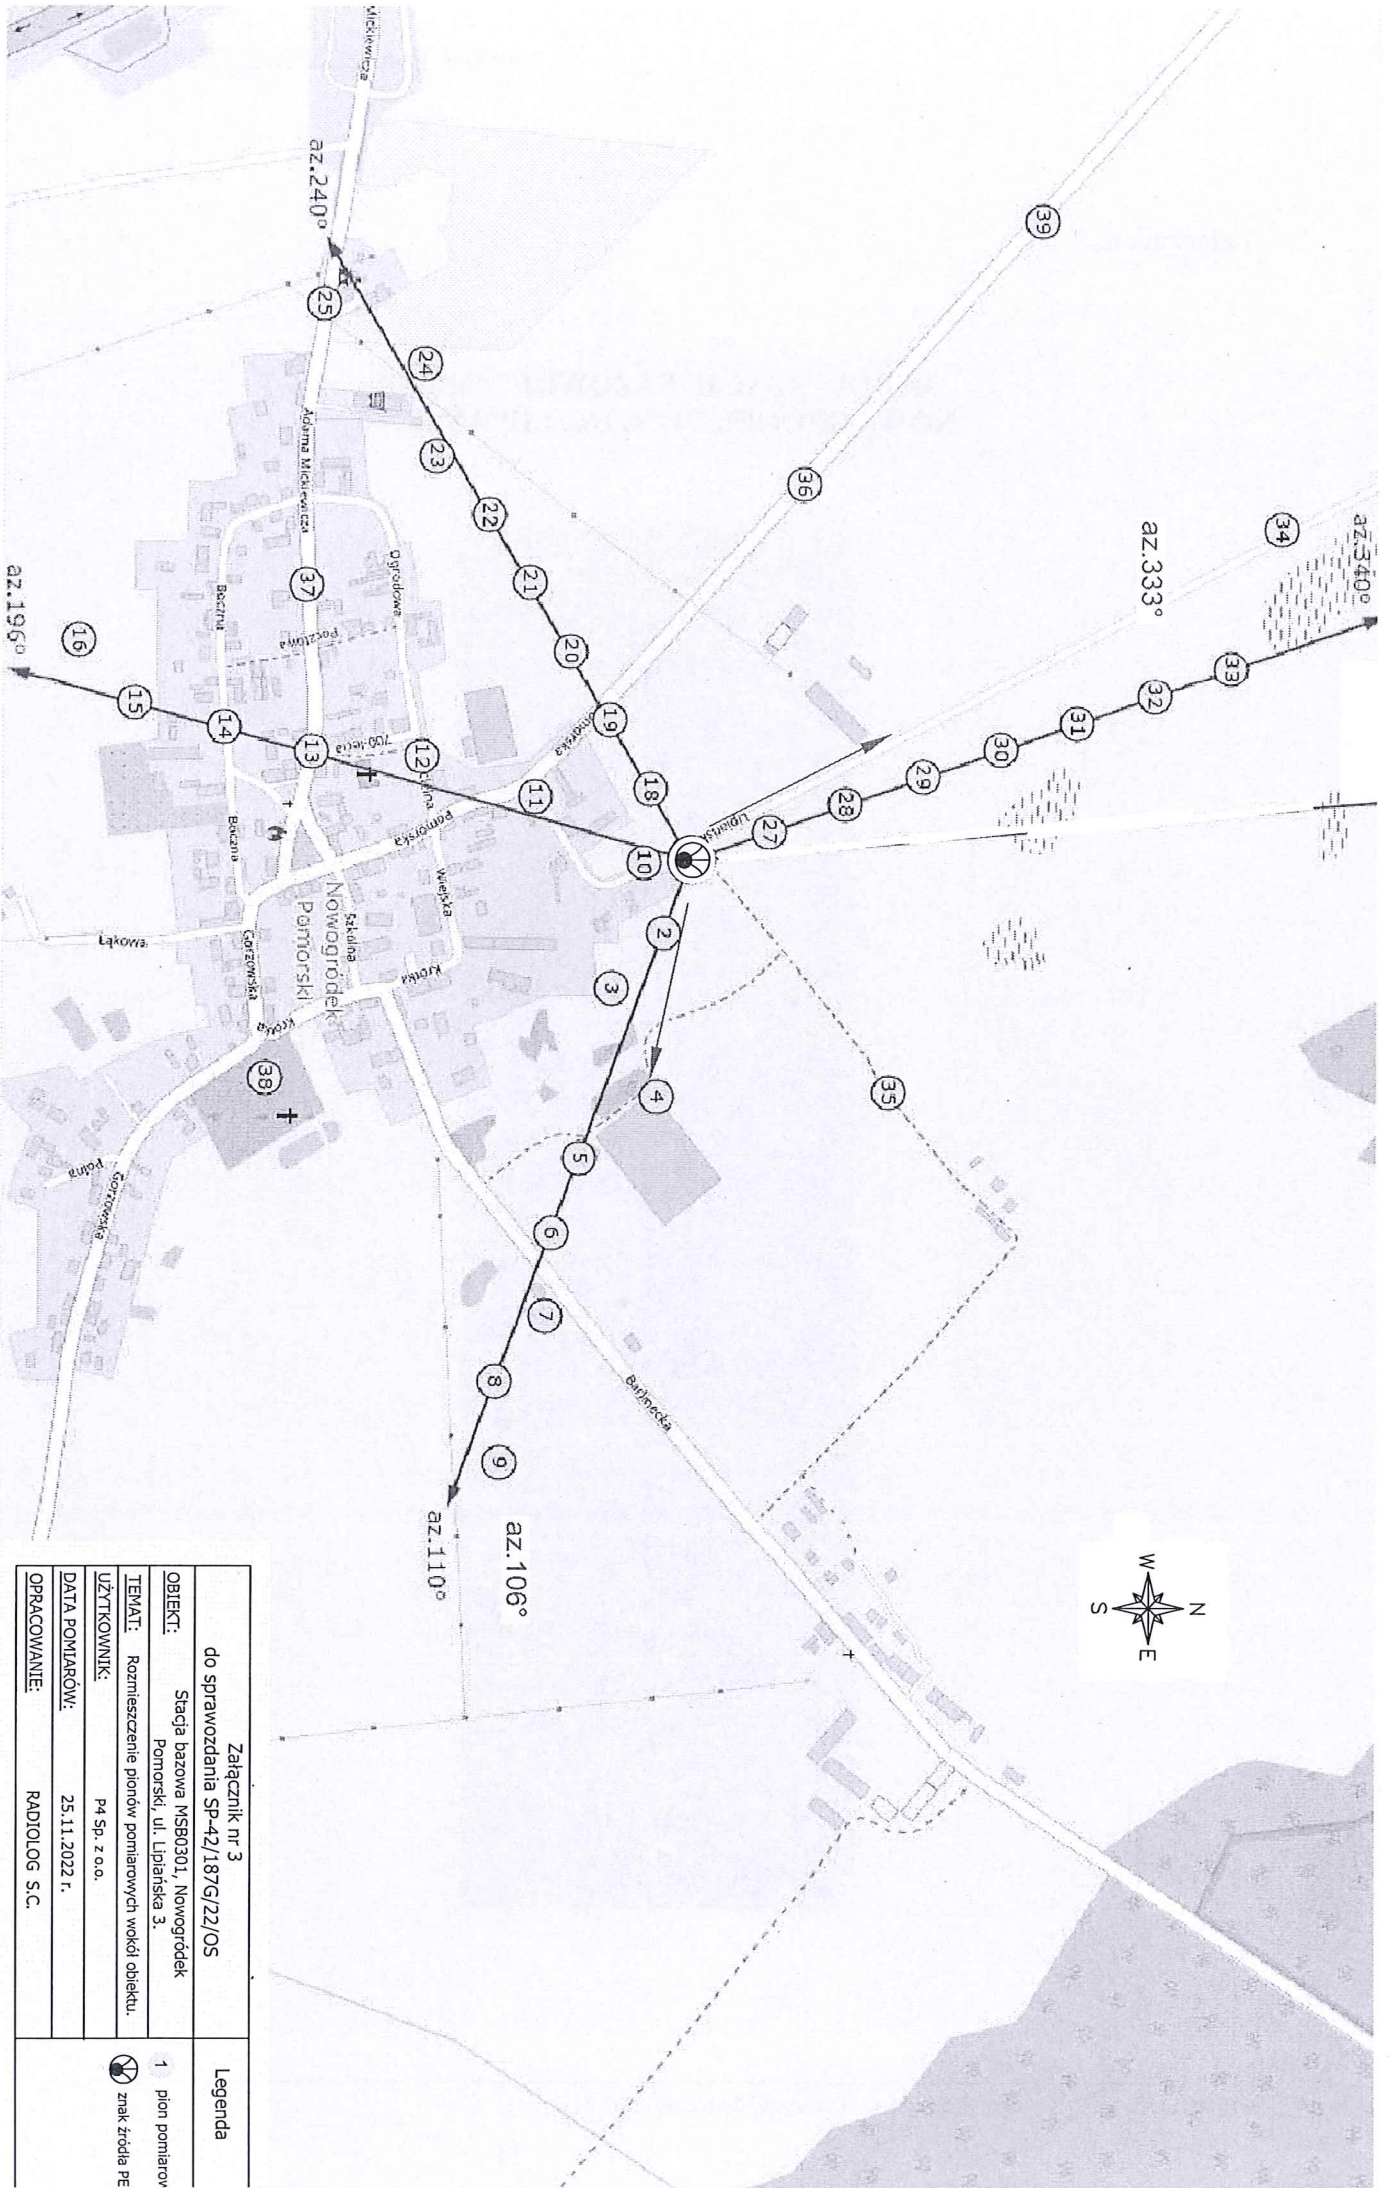 Mickiewicza
az.240°
39
25
24
23
22
21
20
19
18
36
34
az.340°
az.333°
33
32
31
30
29
28
27
Lipiańsk
Adama Mickiewicza
Ogrodowa
Boczna
37
Pocztowa
700-lecia
12
13
14
15
16
az.196°
11
10
Pomorska
Wiejska
Boczna
Nowogródek
Pomorski
Szkolna
Krótka
Łąkowa
Gorzowska
Krótka
38
Polna
Gorzowska
2
3
4
5
6
7
8
9
35
Barlinecka
az.106°
az.110°
N
W
E
S
Załącznik nr 3
do sprawozdania SP-42/187G/22/OS
OBIEKT: Stacja bazowa MSB0301, Nowogródek
Pomorski, ul. Lipiańska 3.
TEMAT: Rozmieszczenie pionów pomiarowych wokół obiektu.
UŻYTKOWNIK: P4 Sp. z o.o.
DATA POMIARÓW: 25.11.2022 r.
OPRACOWANIE: RADIOLOG S.C.
Legenda
1 pion pomiarow
znak źródła PE